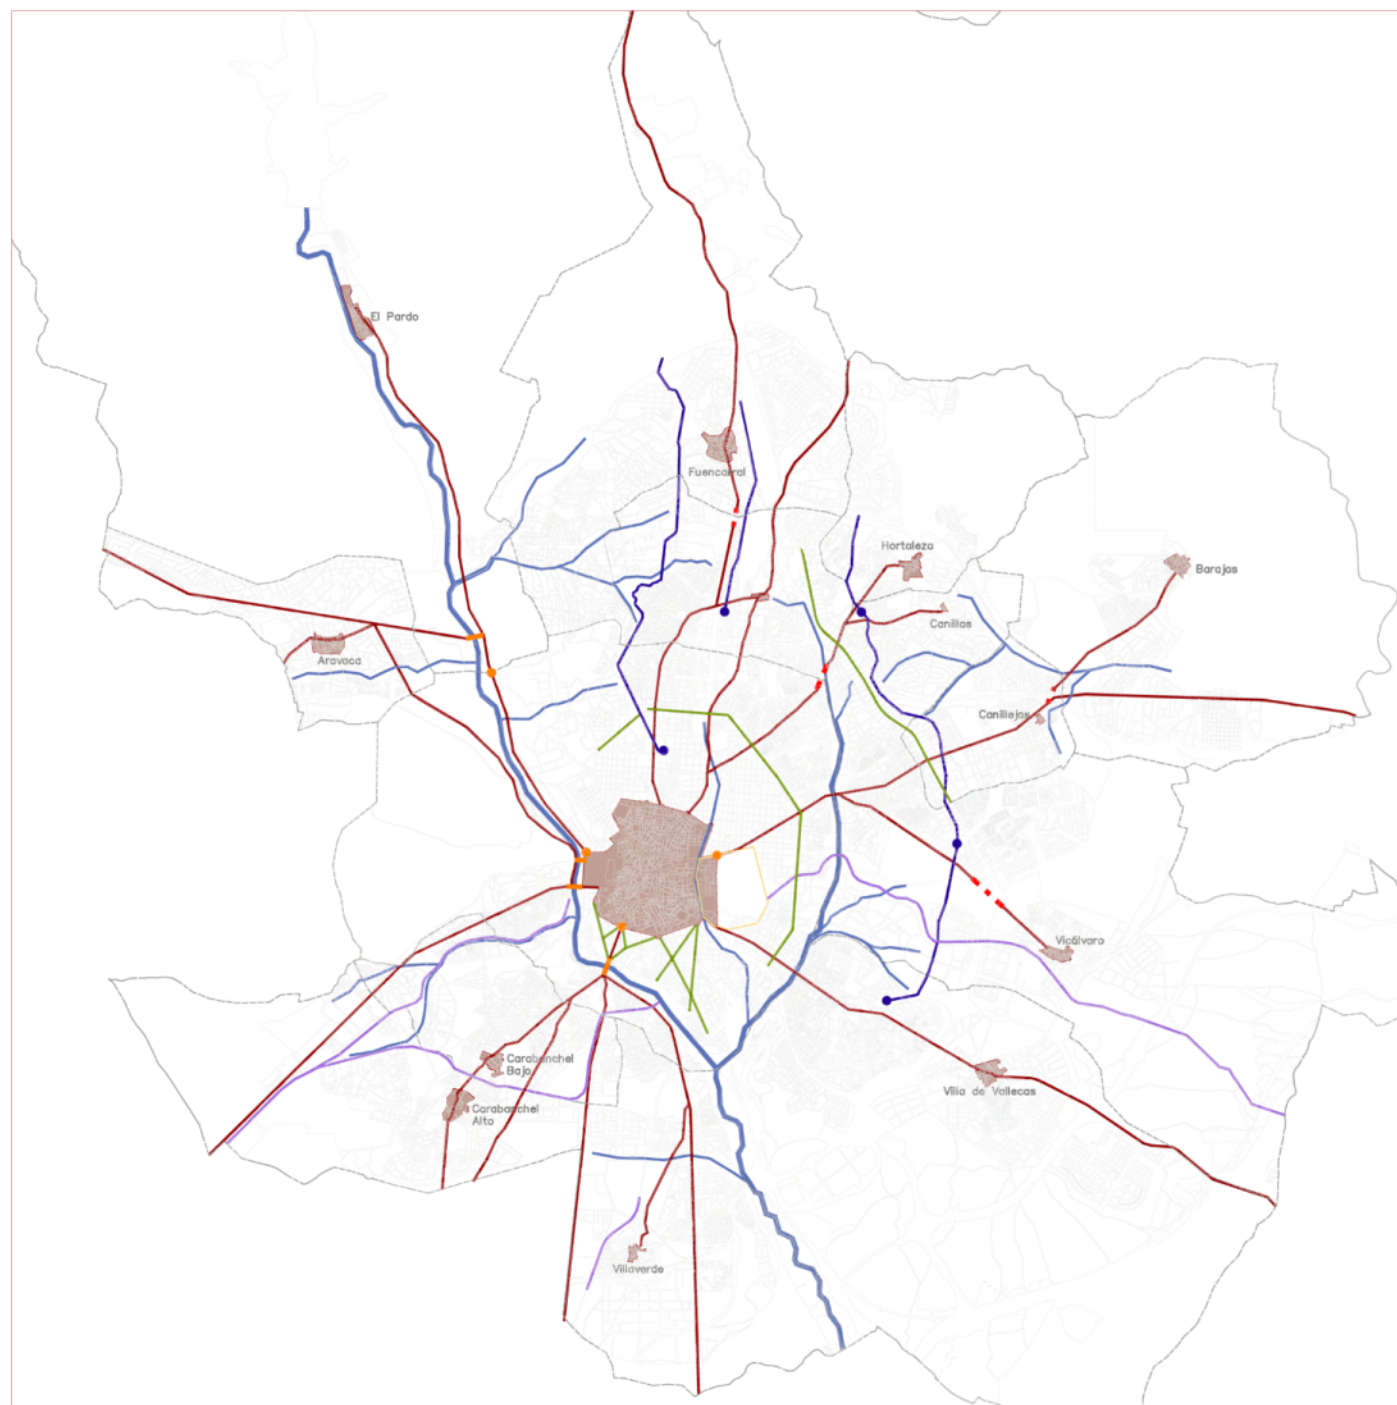 El Pardo
Fuencarral
Hortaleza
Barajas
Canillas
Aravaca
Canillejas
Vicálvaro
Carabanchel
Bajo
Villa de Vallecas
Carabanchel
Alto
Villaverde